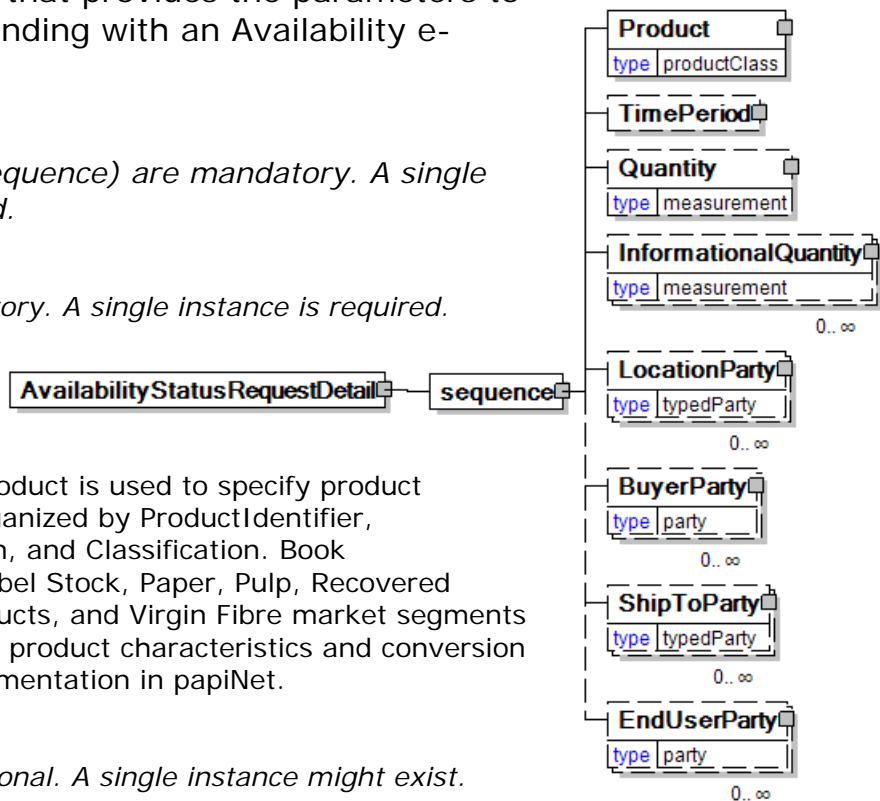 that provides the parameters to
nding with an Availability e-
equence) are mandatory. A single
d.
ory. A single instance is required.
oduct is used to specify product
ganized by ProductIdentifier,
n, and Classification. Book
bel Stock, Paper, Pulp, Recovered
ucts, and Virgin Fibre market segments
product characteristics and conversion
mentation in papiNet.
onal. A single instance might exist.
AvailabilityStatusRequestDetail
sequence
Product
type productClass
TimePeriod
Quantity
type measurement
InformationalQuantity
type measurement
0.. ∞
LocationParty
type typedParty
0.. ∞
BuyerParty
type party
0.. ∞
ShipToParty
type typedParty
0.. ∞
EndUserParty
type party
0.. ∞